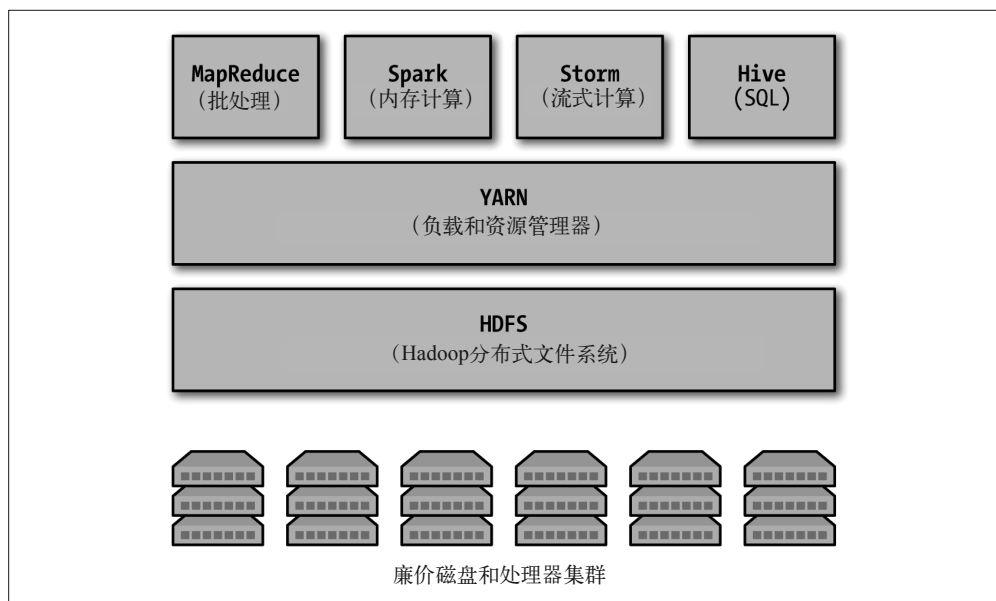 MapReduce
（批处理）
Spark
（内存计算）
Storm
（流式计算）
Hive
(SQL)
YARN
（负载和资源管理器）
HDFS
（Hadoop分布式文件系统）
廉价磁盘和处理器集群